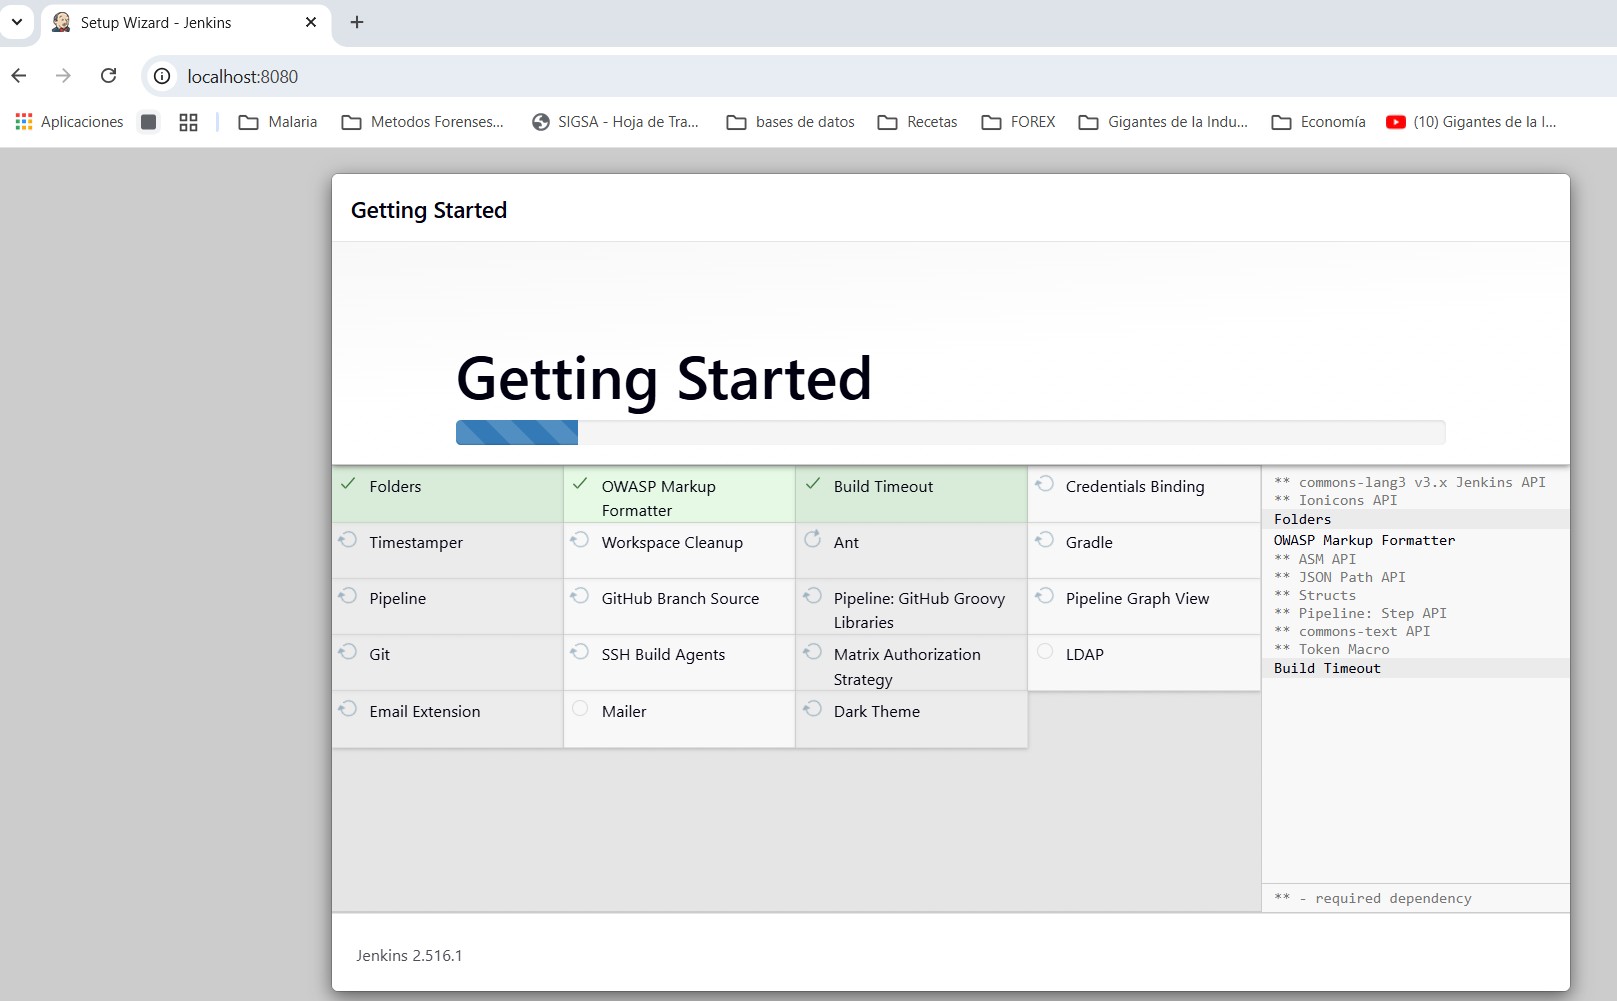 Setup Wizard - Jenkins
localhost:8080
Aplicaciones
Malaria
Metodos Forenses...
SIGSA - Hoja de Tra...
bases de datos
Recetas
FOREX
Gigantes de la Indu...
Economía
(10) Gigantes de la I...
Getting Started
Getting Started
Folders
OWASP Markup
Formatter
Build Timeout
Credentials Binding
Timestamper
Workspace Cleanup
Ant
Gradle
Pipeline
GitHub Branch Source
Pipeline: GitHub Groovy
Libraries
Pipeline Graph View
Git
SSH Build Agents
Matrix Authorization
Strategy
LDAP
Email Extension
Mailer
Dark Theme
** commons-lang3 v3.x Jenkins API
** Ionicons API
Folders
OWASP Markup Formatter
** ASM API
** JSON Path API
** Structs
** Pipeline: Step API
** commons-text API
** Token Macro
Build Timeout
** - required dependency
Jenkins 2.516.1